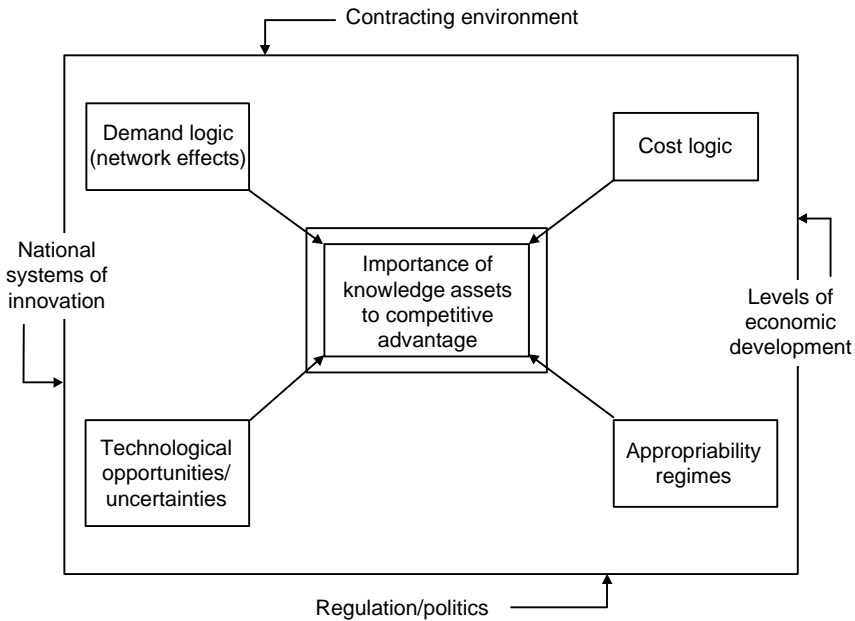 Contracting environment
Demand logic
(network effects)
Cost logic
National
systems of
innovation
Importance of
knowledge assets
to competitive
advantage
Levels of
economic
development
Technological
opportunities/
uncertainties
Appropriability
regimes
Regulation/politics